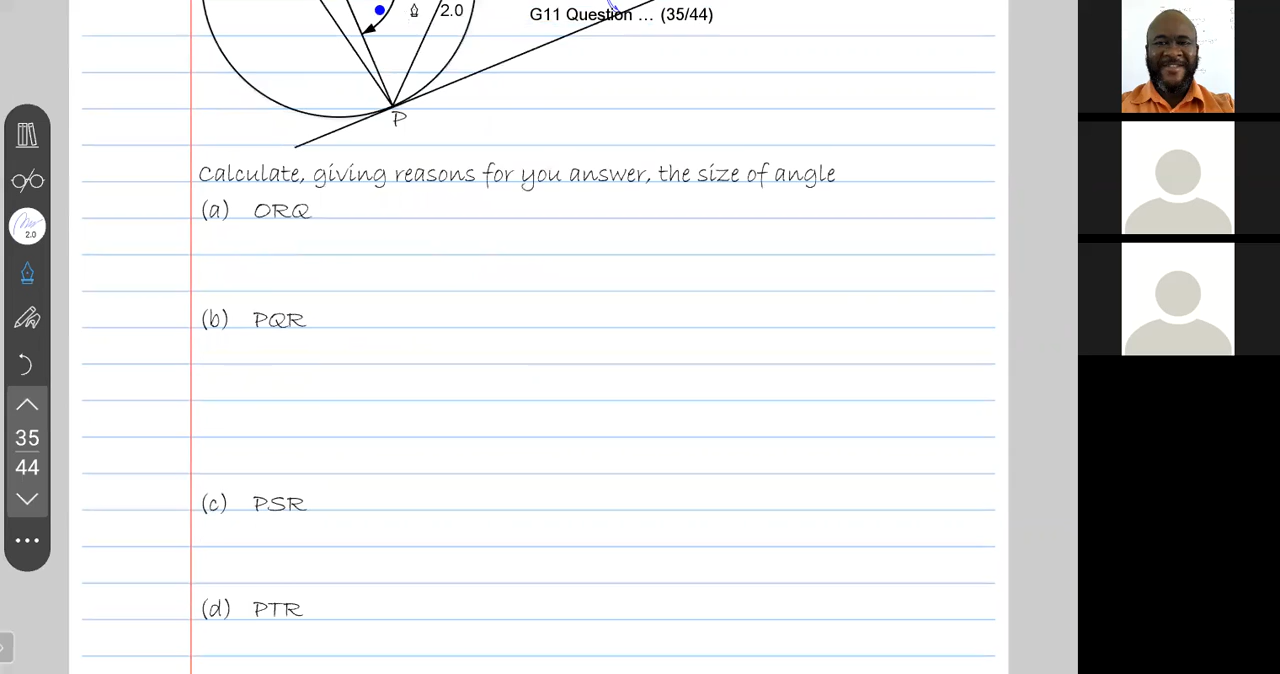 2.0
G11 Question ... (35/44)
P
Calculate, giving reasons for you answer, the size of angle
(a) ORQ
(b) PQR
(c) PSR
(d) PTR
2.0
35
44